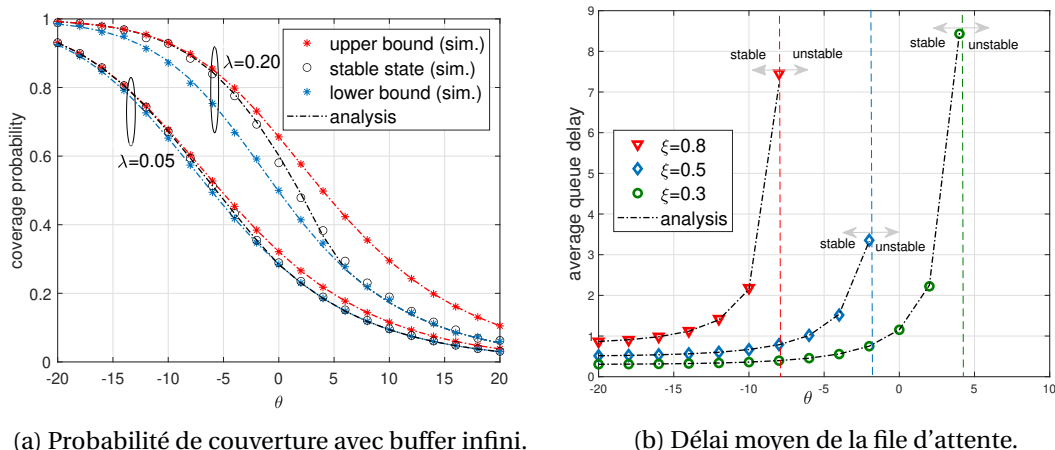 1
0.8
0.6
0.4
0.2
0
coverage probability
-20
-15
-10
-5
0
5
10
15
20
θ
λ=0.20
λ=0.05
upper bound (sim.)
stable state (sim.)
lower bound (sim.)
analysis
(a) Probabilité de couverture avec buffer infini.
9
8
7
6
5
4
3
2
1
0
average queue delay
-20
-15
-10
-5
0
5
10
θ
stable
unstable
stable
unstable
stable
unstable
ξ=0.8
ξ=0.5
ξ=0.3
analysis
(b) Délai moyen de la file d'attente.